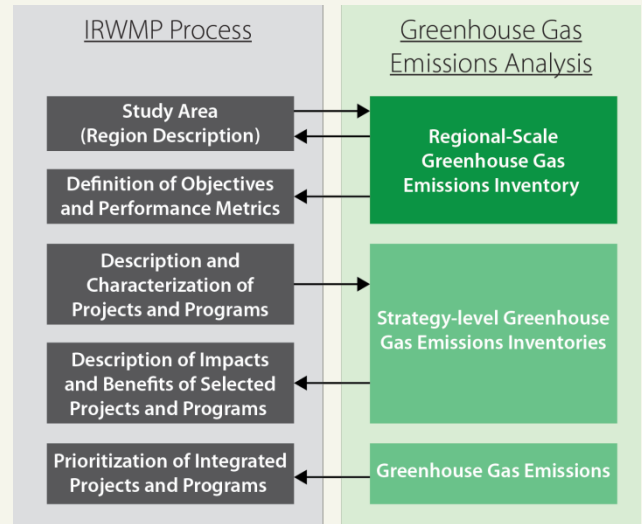 IRWMP Process
Greenhouse Gas
Emissions Analysis
Study Area
(Region Description)
Regional-Scale
Greenhouse Gas
Emissions Inventory
Definition of Objectives
and Performance Metrics
Description and
Characterization of
Projects and Programs
Strategy-level Greenhouse
Gas Emissions Inventories
Description of Impacts
and Benefits of Selected
Projects and Programs
Prioritization of Integrated
Projects and Programs
Greenhouse Gas Emissions